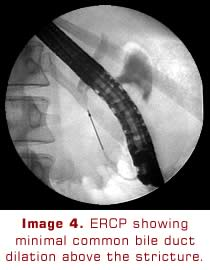 Image 4. ERCP showing
minimal common bile duct
dilation above the stricture.